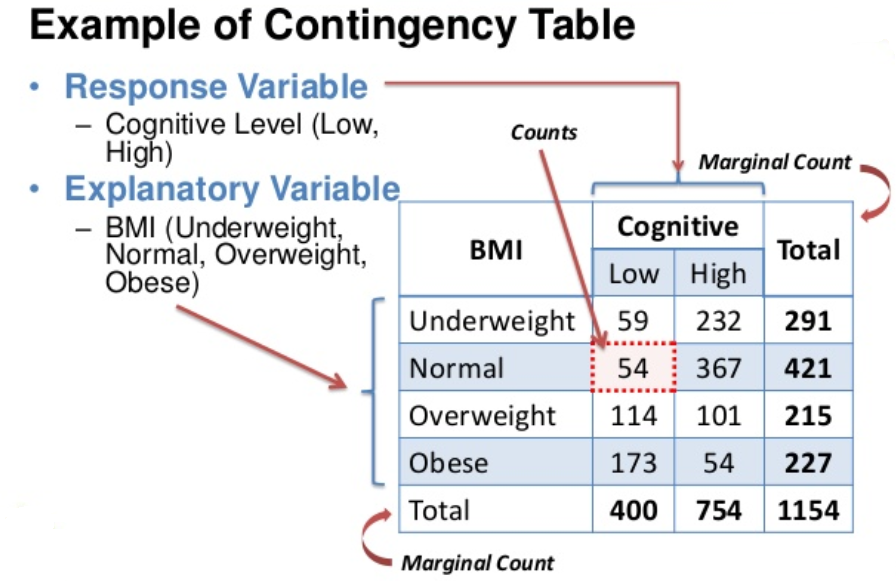 Example of Contingency Table
• Response Variable
– Cognitive Level (Low,
High)
• Explanatory Variable
– BMI (Underweight,
Normal, Overweight,
Obese)
Counts
Marginal Count
BMI Cognitive Total
Low High
Underweight 59 232 291
Normal 54 367 421
Overweight 114 101 215
Obese 173 54 227
Total 400 754 1154
Marginal Count